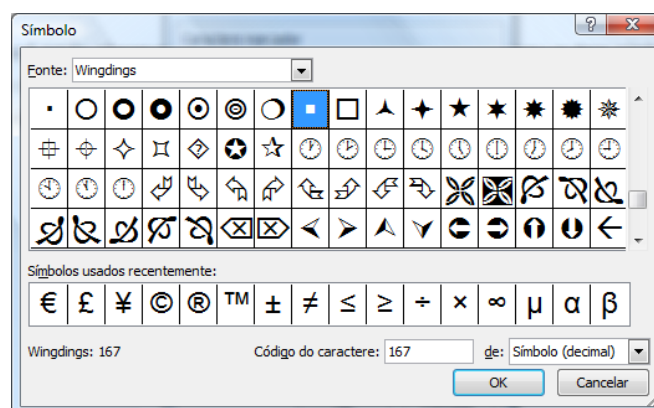 Símbolo
Fonte: Wingdings
Símbolos usados recentemente:
€ £ ¥ © ® ™ ± ≠ ≤ ≥ ÷ × ∞ µ α β
Wingdings: 167 Código do caractere: 167 de: Símbolo (decimal)
OK Cancelar